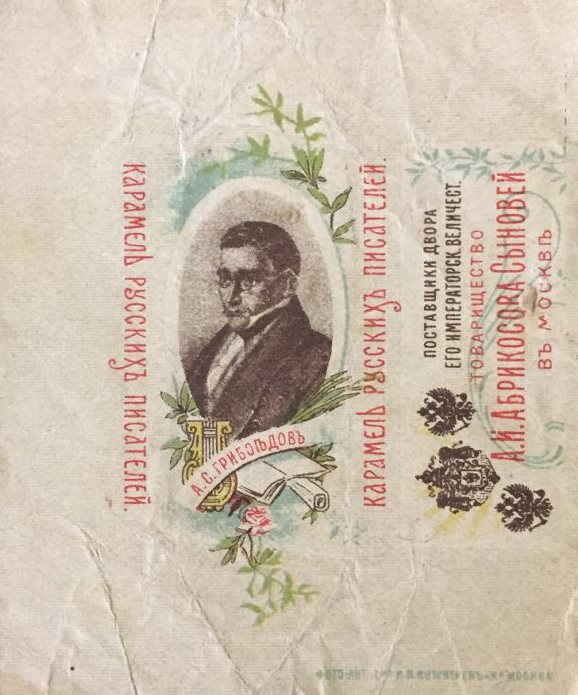 КАРАМЕЛЬ РУССКИХЪ ПИСАТЕЛЕЙ.
А.С. ГРИБОѢДОВЪ
КАРАМЕЛЬ РУССКИХЪ ПИСАТЕЛЕЙ.
ПОСТАВЩИКИ ДВОРА
ЕГО ИМПЕРАТОРСК. ВЕЛИЧЕСТ.
ТОВАРИЩЕСТВО
А.И. АБРИКОСОВА СЫНОВЕЙ
ВЪ МОСКВѢ